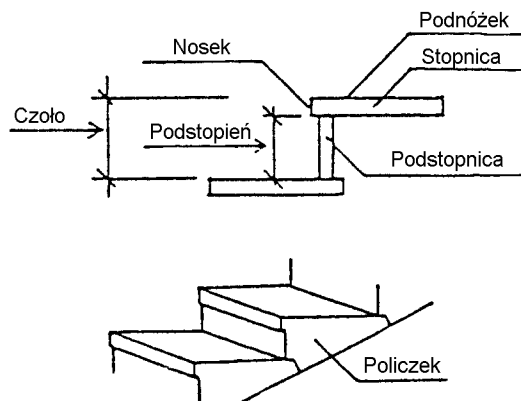 Podnóżek
Nosek
Stopnica
Czoło
Podstopień
Podstopnica
Policzek